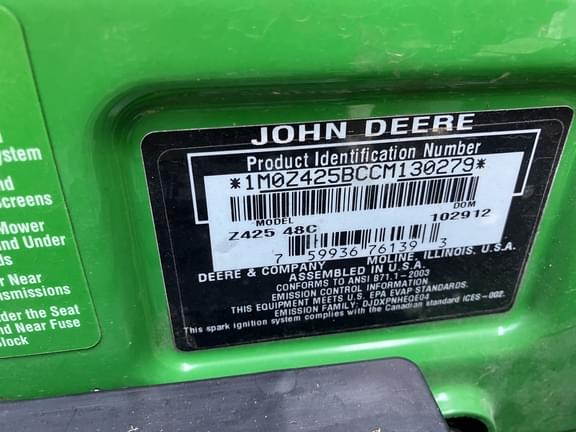 ystem
nd
Screens
Mower
und Under
ds
r Near
nsmissions
der the Seat
nd Near Fuse
lock
JOHN DEERE
Product Identification Number
*1M0Z425BCCM130279*
MODEL DOM
Z425 48C 102912
7 59936 76139 3
DEERE & COMPANY MOLINE, ILLINOIS, U.S.A.
ASSEMBLED IN U.S.A.
CONFORMS TO ANSI B71.1-2003
EMISSION CONTROL INFORMATION
THIS EQUIPMENT MEETS U.S. EPA EVAP STANDARDS.
EMISSION FAMILY: DJDXPNHEQE04
This spark ignition system complies with the Canadian standard ICES-002.